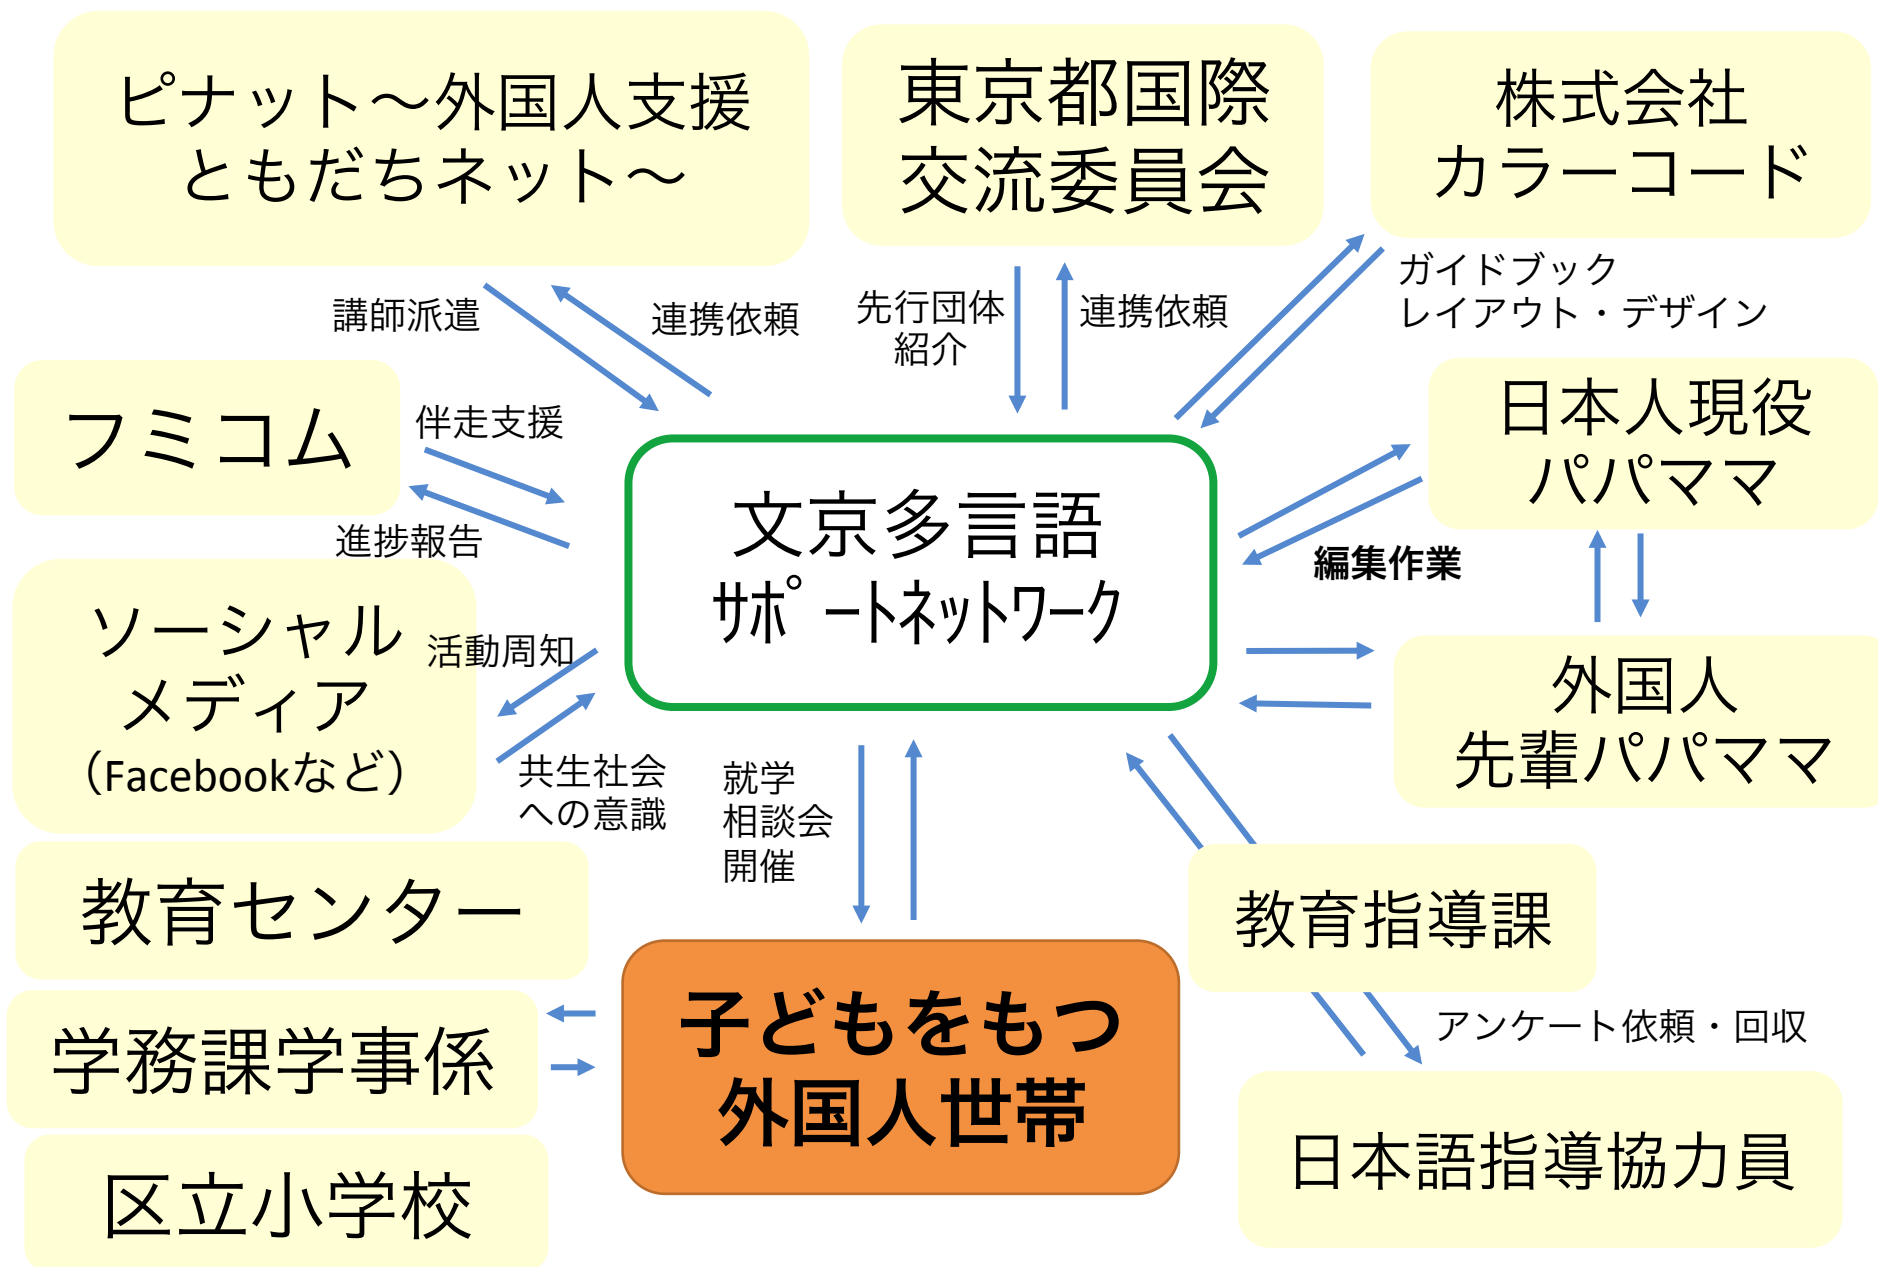 ピナット～外国人支援
ともだちネット～
東京都国際
交流委員会
株式会社
カラーコード
講師派遣
連携依頼
先行団体
紹介
連携依頼
ガイドブック
レイアウト・デザイン
フミコム
伴走支援
進捗報告
日本人現役
パパママ
文京多言語
ｻﾎﾟｰﾄﾈｯﾄﾜｰｸ
編集作業
ソーシャル
メディア
（Facebookなど）
活動周知
共生社会
への意識
外国人
先輩パパママ
就学
相談会
開催
教育センター
教育指導課
学務課学事係
子どもをもつ
外国人世帯
アンケート依頼・回収
区立小学校
日本語指導協力員